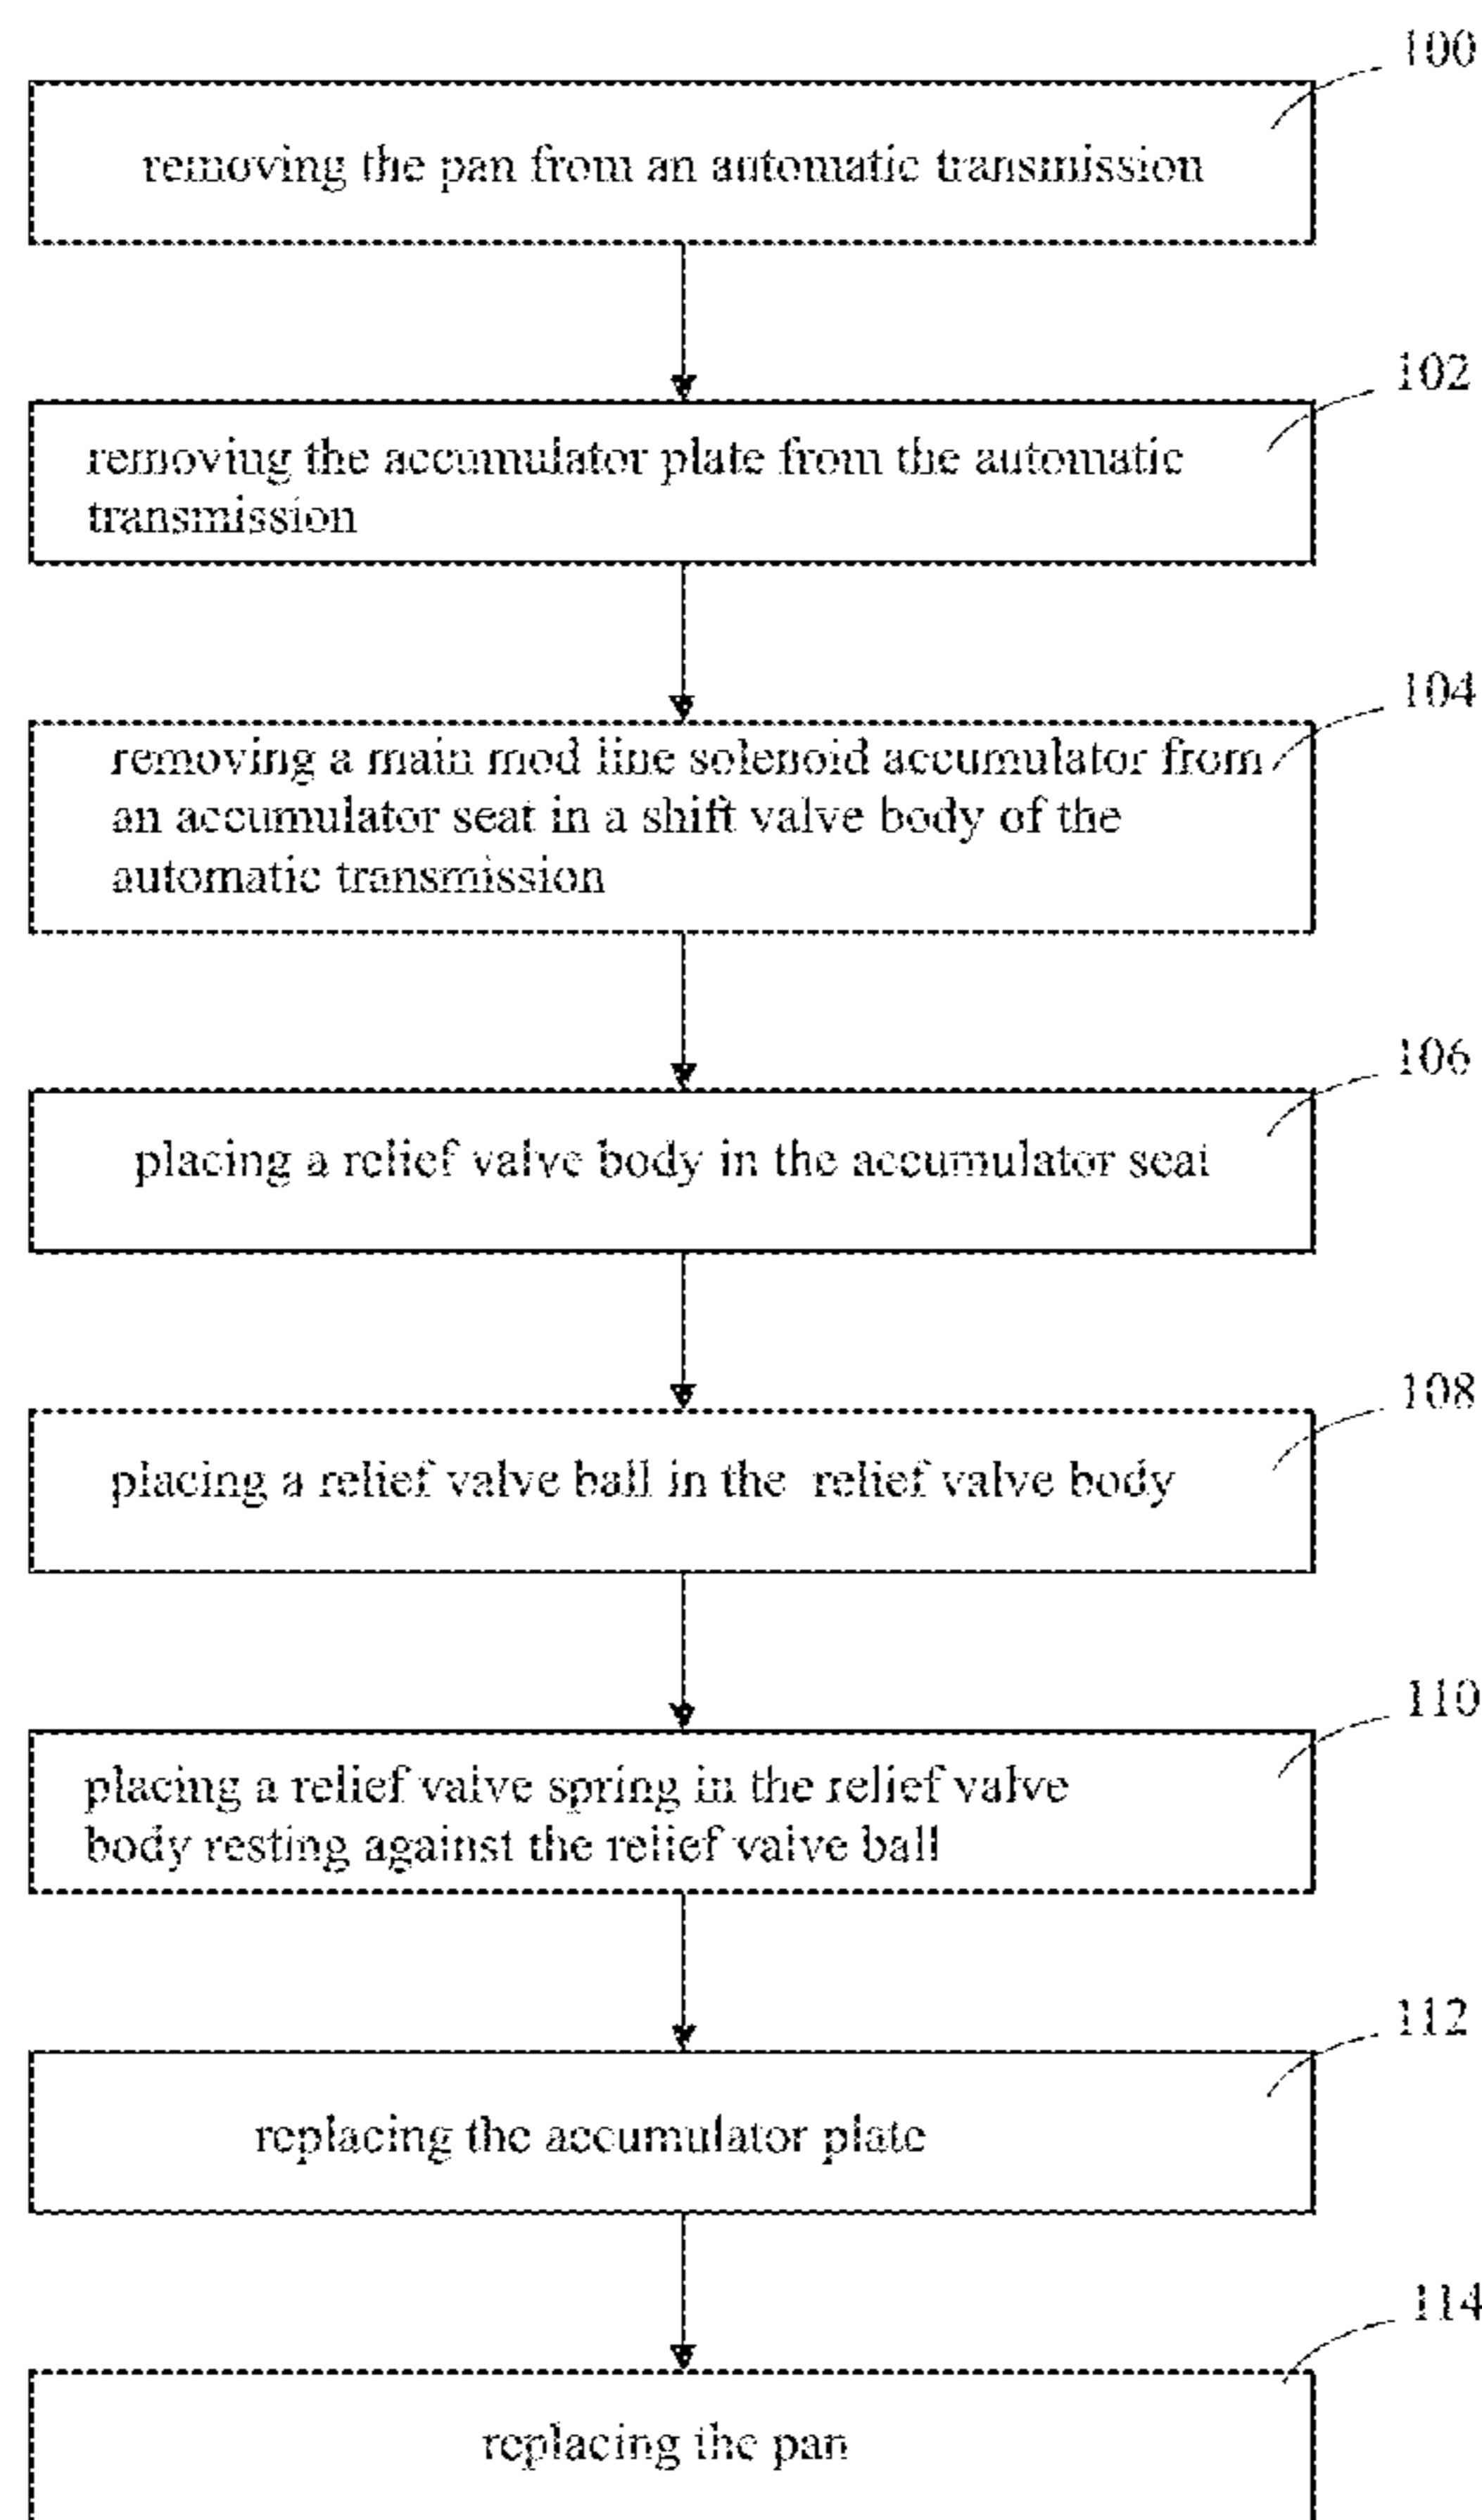 100
removing the pan from an automatic transmission
102
removing the accumulator plate from the automatic
transmission
104
removing a main mod line solenoid accumulator from
an accumulator seat in a shift valve body of the
automatic transmission
106
placing a relief valve body in the accumulator seat
108
placing a relief valve ball in the relief valve body
110
placing a relief valve spring in the relief valve
body resting against the relief valve ball
112
replacing the accumulator plate
114
replacing the pan